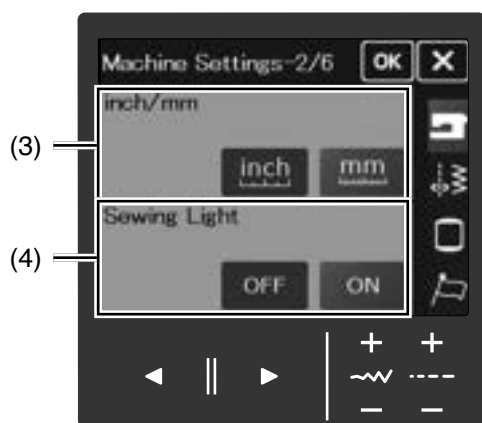 Machine Settings-2/6 OK X
(3)
inch/mm
inch mm
(4)
Sewing Light
OFF ON